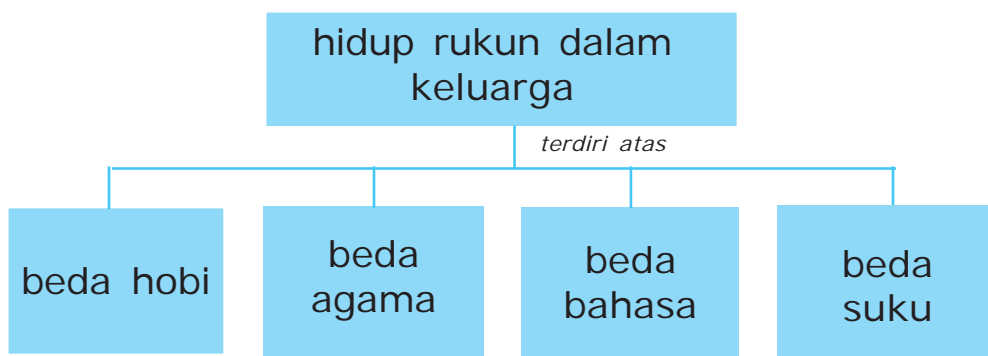 hidup rukun dalam
keluarga
terdiri atas
beda hobi
beda
agama
beda
bahasa
beda
suku